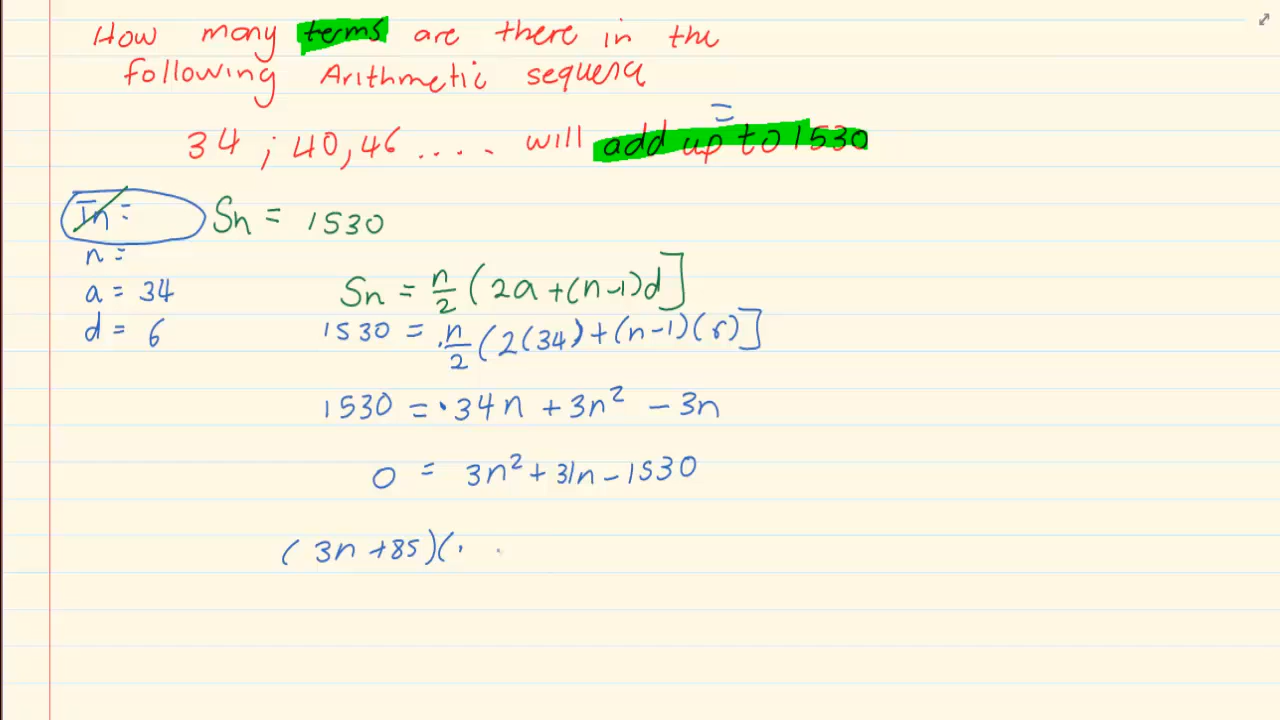 How many terms are there in the
following Arithmetic sequence
34 ; 40, 46 .... will add up to 1530
=
Tn = Sn = 1530
n =
a = 34 Sn = n/2 (2a + (n-1)d]
d = 6 1530 = n/2 (2(34) + (n-1)(6)]
1530 = 34n + 3n² - 3n
0 = 3n² + 31n - 1530
( 3n + 85)(